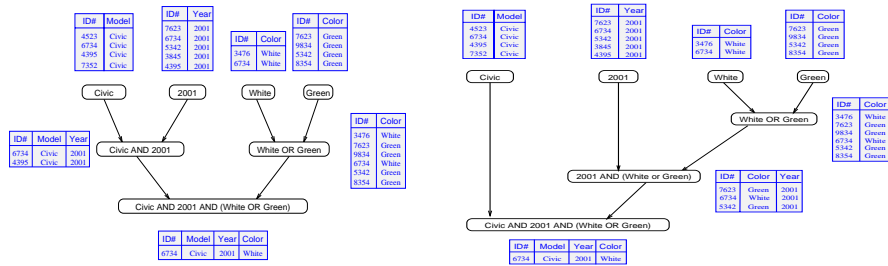 ID# Model
4523 Civic
6734 Civic
4395 Civic
7352 Civic
ID# Year
7623 2001
6734 2001
5342 2001
3845 2001
4395 2001
ID# Color
3476 White
6734 White
ID# Color
7623 Green
9834 Green
5342 Green
8354 Green
Civic
2001
White
Green
ID# Model Year
6734 Civic 2001
4395 Civic 2001
Civic AND 2001
White OR Green
ID# Color
3476 White
7623 Green
9834 Green
6734 White
5342 Green
8354 Green
Civic AND 2001 AND (White OR Green)
ID# Model Year Color
6734 Civic 2001 White
ID# Model
4523 Civic
6734 Civic
4395 Civic
7352 Civic
ID# Year
7623 2001
6734 2001
5342 2001
3845 2001
4395 2001
ID# Color
3476 White
6734 White
ID# Color
7623 Green
9834 Green
5342 Green
8354 Green
Civic
2001
White
Green
White OR Green
ID# Color
3476 White
7623 Green
9834 Green
6734 White
5342 Green
8354 Green
2001 AND (White or Green)
ID# Color Year
7623 Green 2001
6734 White 2001
5342 Green 2001
Civic AND 2001 AND (White OR Green)
ID# Model Year Color
6734 Civic 2001 White